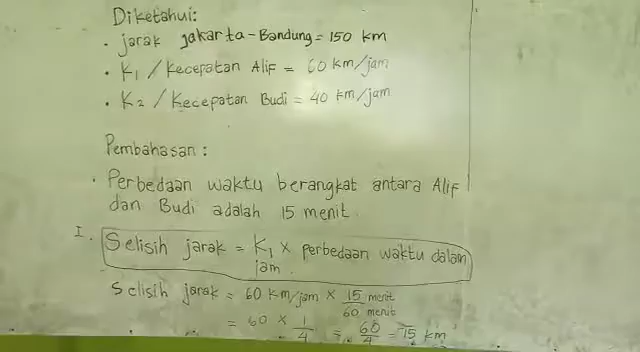 Diketahui:
• jarak Jakarta - Bandung = 150 km
• K₁ / Kecepatan Alif = 60 km/jam
• K₂ / Kecepatan Budi = 40 km/jam
Pembahasan:
• Perbedaan waktu berangkat antara Alif
dan Budi adalah 15 menit.
I. Selisih jarak = K₁ × perbedaan waktu dalam
jam.
Selisih jarak = 60 km/jam × 15 menit / 60 menit
= 60 × 1/4 = 60/4 = 15 km